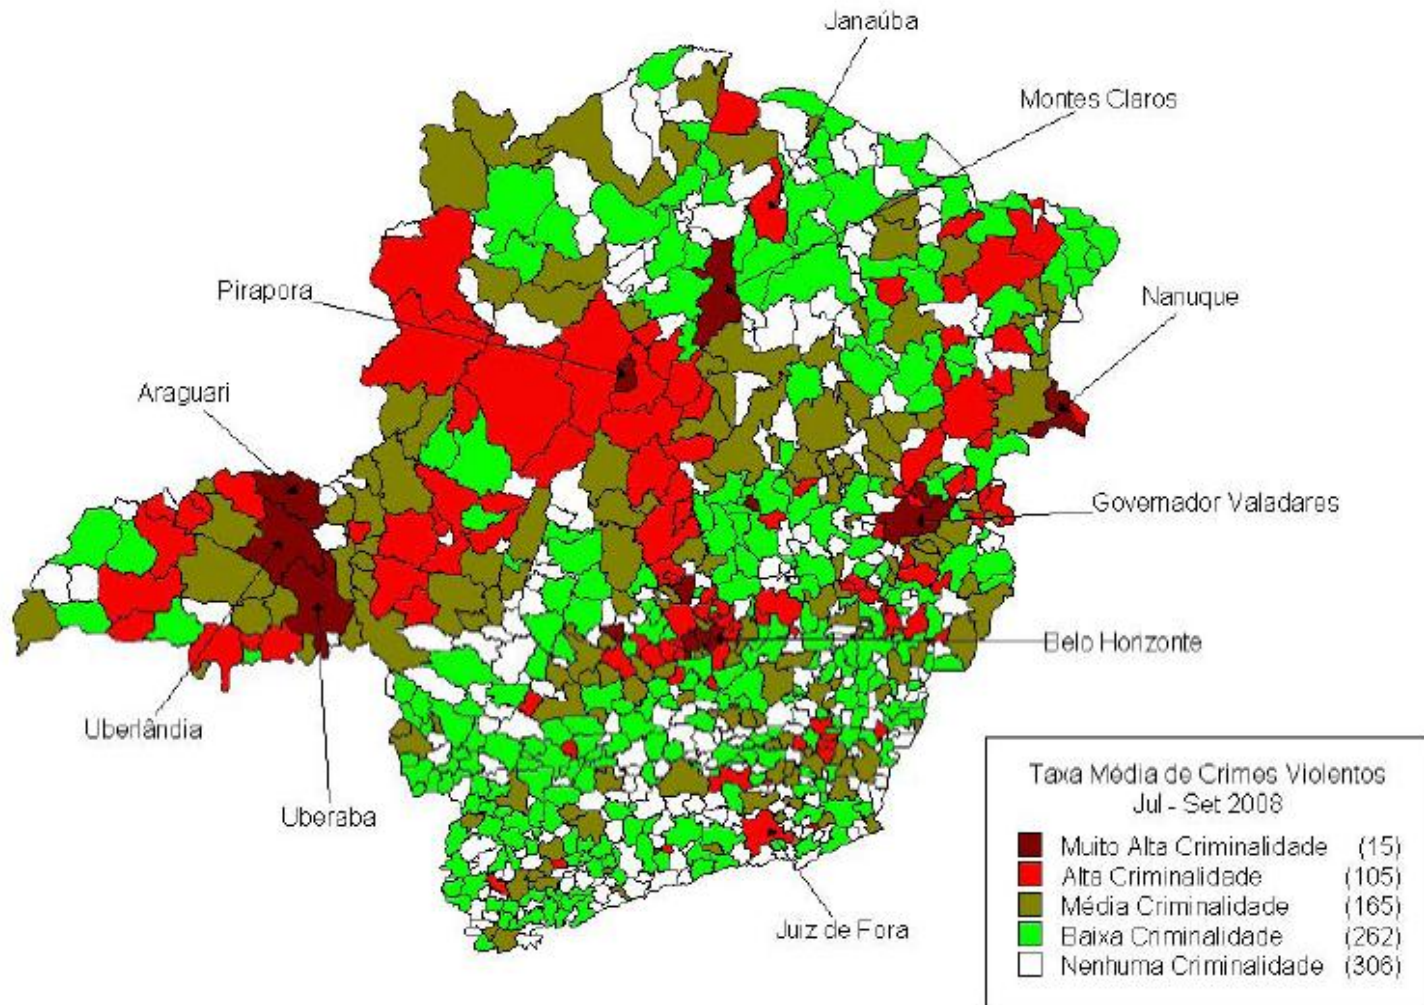 Janaúba
Montes Claros
Pirapora
Nanuque
Araguari
Governador Valadares
Belo Horizonte
Uberlândia
Uberaba
Juiz de Fora
Taxa Média de Crimes Violentos
Jul - Set 2008
Muito Alta Criminalidade (15)
Alta Criminalidade (105)
Média Criminalidade (165)
Baixa Criminalidade (262)
Nenhuma Criminalidade (306)